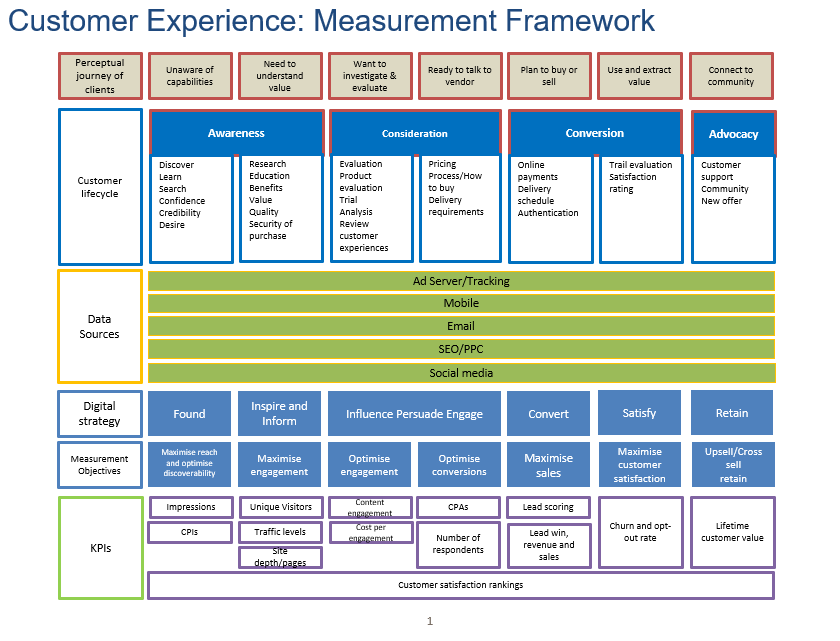 Customer Experience: Measurement Framework
Perceptual
journey of
clients
Unaware of
capabilities
Need to
understand
value
Want to
investigate &
evaluate
Ready to talk to
vendor
Plan to buy or
sell
Use and extract
value
Connect to
community
Customer
lifecycle
Awareness
Consideration
Conversion
Advocacy
Discover
Learn
Search
Confidence
Credibility
Desire
Research
Education
Benefits
Value
Quality
Security of
purchase
Evaluation
Product
evaluation
Trial
Analysis
Review
customer
experiences
Pricing
Process/How
to buy
Delivery
requirements
Online
payments
Delivery
schedule
Authentication
Trail evaluation
Satisfaction
rating
Customer
support
Community
New offer
Data
Sources
Ad Server/Tracking
Mobile
Email
SEO/PPC
Social media
Digital
strategy
Found
Inspire and
Inform
Influence Persuade Engage
Convert
Satisfy
Retain
Measurement
Objectives
Maximise reach
and optimise
discoverability
Maximise
engagement
Optimise
engagement
Optimise
conversions
Maximise
sales
Maximise
customer
satisfaction
Upsell/Cross
sell
retain
KPIs
Impressions
CPIs
Unique Visitors
Traffic levels
Site
depth/pages
Content
engagement
Cost per
engagement
CPAs
Number of
respondents
Lead scoring
Lead win,
revenue and
sales
Churn and opt-
out rate
Lifetime
customer value
Customer satisfaction rankings
1